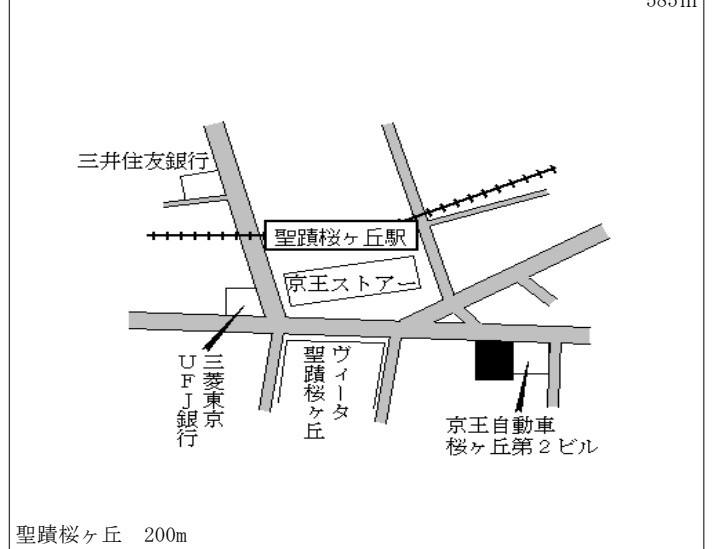 三井住友銀行
聖蹟桜ヶ丘駅
京王ストアー
三菱東京
UFJ銀行
ヴィータ
聖蹟桜ヶ丘
京王自動車
桜ヶ丘第２ビル
聖蹟桜ヶ丘　200m